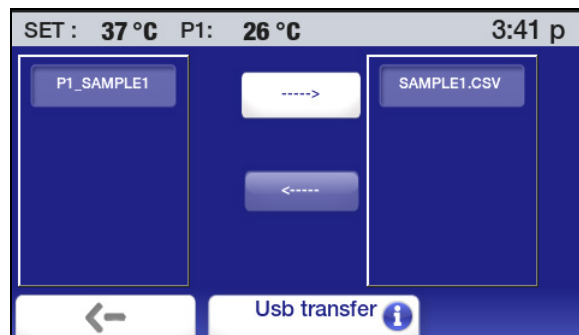 SET : 37 °C P1: 26 °C 3:41 p
P1_SAMPLE1
----->
SAMPLE1.CSV
<-----
Usb transfer i